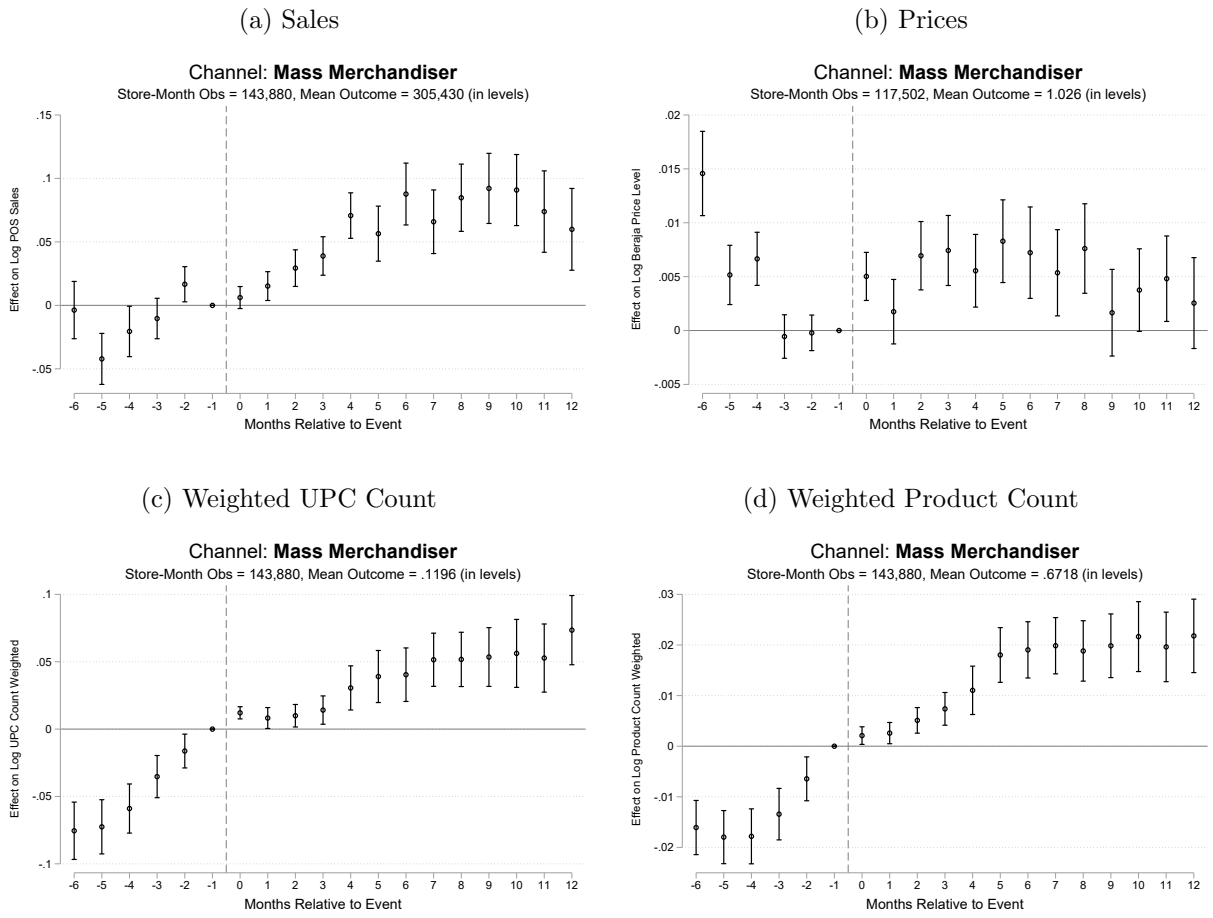 (a) Sales
Channel: Mass Merchandiser
Store-Month Obs = 143,880, Mean Outcome = 305,430 (in levels)
Effect on Log POS Sales
.15
.1
.05
0
-.05
-6 -5 -4 -3 -2 -1 0 1 2 3 4 5 6 7 8 9 10 11 12
Months Relative to Event
(b) Prices
Channel: Mass Merchandiser
Store-Month Obs = 117,502, Mean Outcome = 1.026 (in levels)
Effect on Log Beraja Price Level
.02
.015
.01
.005
0
-.005
-6 -5 -4 -3 -2 -1 0 1 2 3 4 5 6 7 8 9 10 11 12
Months Relative to Event
(c) Weighted UPC Count
Channel: Mass Merchandiser
Store-Month Obs = 143,880, Mean Outcome = .1196 (in levels)
Effect on Log UPC Count Weighted
.1
.05
0
-.05
-.1
-6 -5 -4 -3 -2 -1 0 1 2 3 4 5 6 7 8 9 10 11 12
Months Relative to Event
(d) Weighted Product Count
Channel: Mass Merchandiser
Store-Month Obs = 143,880, Mean Outcome = .6718 (in levels)
Effect on Log Product Count Weighted
.03
.02
.01
0
-.01
-.02
-6 -5 -4 -3 -2 -1 0 1 2 3 4 5 6 7 8 9 10 11 12
Months Relative to Event